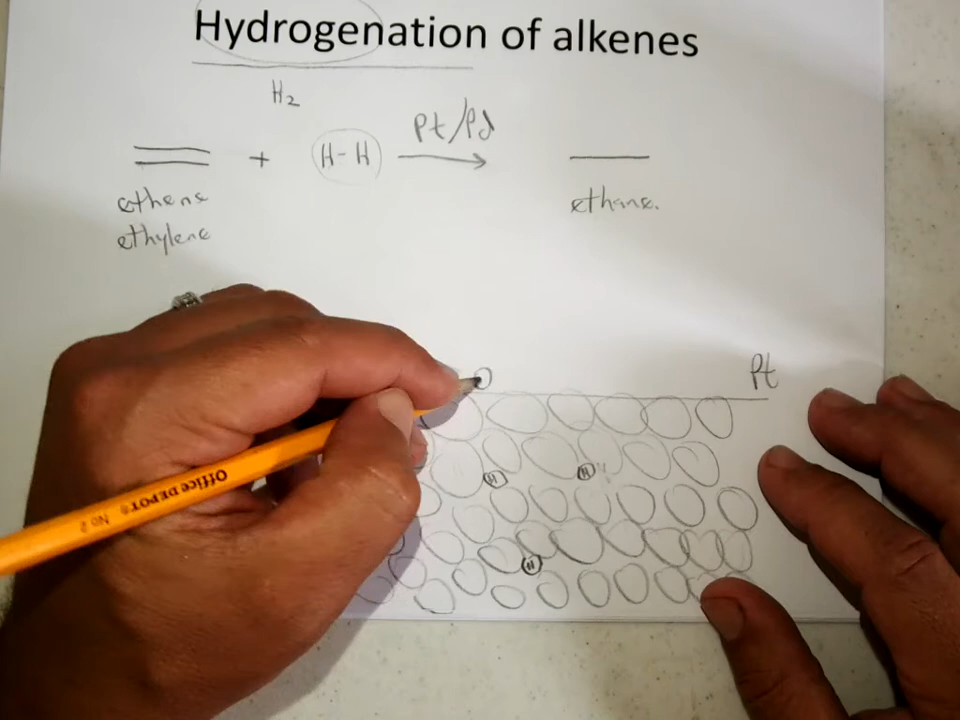 Hydrogenation of alkenes
H2
Pt/Pd
+ H-H
ethene
ethane.
ethylene
Pt
H
H
H
Office DEPOT® No 2